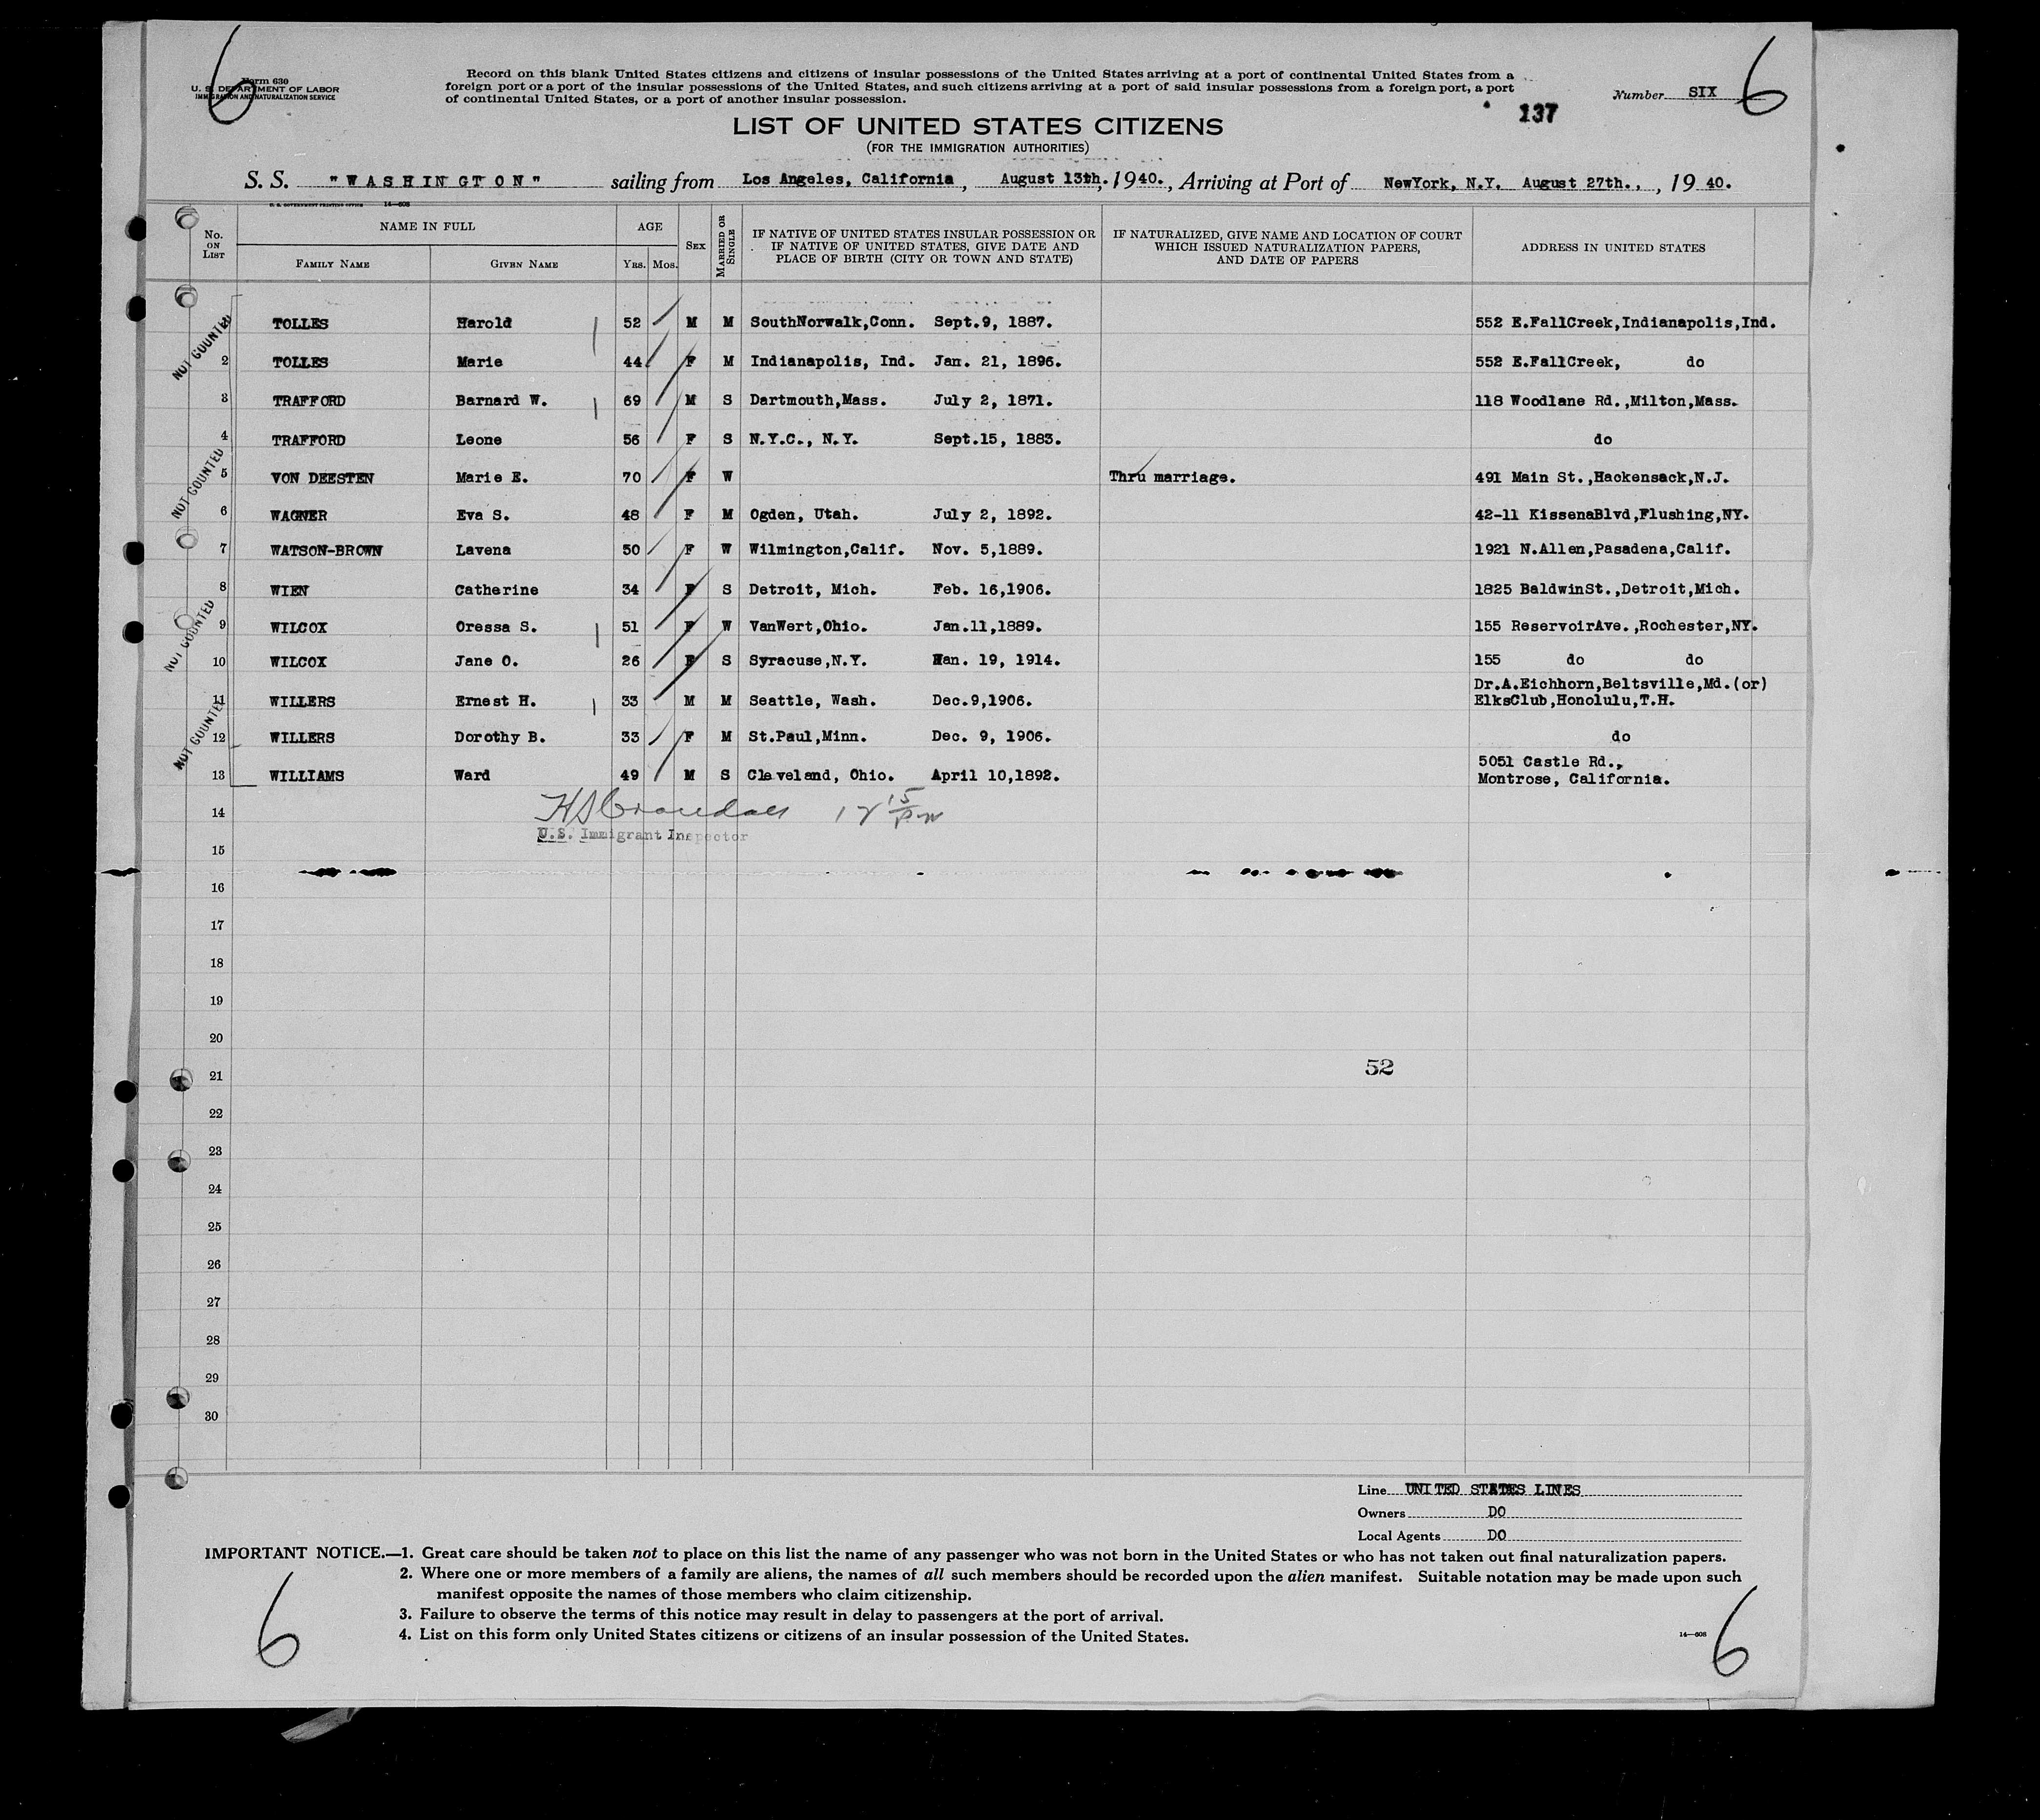 6
6
Form 630
U. S. DEPARTMENT OF LABOR
IMMIGRATION AND NATURALIZATION SERVICE
Record on this blank United States citizens and citizens of insular possessions of the United States arriving at a port of continental United States from a
foreign port or a port of the insular possessions of the United States, and such citizens arriving at a port of said insular possessions from a foreign port, a port
of continental United States, or a port of another insular possession.
Number SIX
137
LIST OF UNITED STATES CITIZENS
(FOR THE IMMIGRATION AUTHORITIES)
S. S. "WASHINGTON" sailing from Los Angeles, California, August 13th, 1940., Arriving at Port of NewYork, N.Y. August 27th., , 1940.
U. S. GOVERNMENT PRINTING OFFICE 14—608
No. ON LIST
NAME IN FULL
FAMILY NAME GIVEN NAME
AGE
YRS. MOS.
SEX
MARRIED OR SINGLE
IF NATIVE OF UNITED STATES INSULAR POSSESSION OR
IF NATIVE OF UNITED STATES, GIVE DATE AND
PLACE OF BIRTH (CITY OR TOWN AND STATE)
IF NATURALIZED, GIVE NAME AND LOCATION OF COURT
WHICH ISSUED NATURALIZATION PAPERS,
AND DATE OF PAPERS
ADDRESS IN UNITED STATES
NOT COUNTED
TOLLES Harold 52 M M SouthNorwalk,Conn. Sept.9, 1887. 552 E.FallCreek,Indianapolis,Ind.
2 TOLLES Marie 44 F M Indianapolis, Ind. Jan. 21, 1896. 552 E.FallCreek, do
3 TRAFFORD Barnard W. 69 M S Dartmouth,Mass. July 2, 1871. 118 Woodlane Rd.,Milton,Mass.
4 TRAFFORD Leone 56 F S N.Y.C., N.Y. Sept.15, 1883. do
NOT COUNTED
5 VON DEESTEN Marie E. 70 F W Thru marriage. 491 Main St.,Hackensack,N.J.
6 WAGNER Eva S. 48 F M Ogden, Utah. July 2, 1892. 42-11 KissenaBlvd,Flushing,NY.
7 WATSON-BROWN Lavena 50 F W Wilmington,Calif. Nov. 5,1889. 1921 N.Allen,Pasadena,Calif.
8 WIEN Catherine 34 F S Detroit, Mich. Feb. 16,1906. 1825 BaldwinSt.,Detroit,Mich.
NOT COUNTED
9 WILCOX Oressa S. 51 F W VanWert,Ohio. Jan.11,1889. 155 ReservoirAve.,Rochester,NY.
10 WILCOX Jane O. 26 F S Syracuse,N.Y. Jan. 19, 1914. 155 do do
Dr.A.Eichhorn,Beltsville,Md.(or)
11 WILLERS Ernest H. 33 M M Seattle, Wash. Dec.9,1906. ElksClub,Honolulu,T.H.
NOT COUNTED
12 WILLERS Dorothy B. 33 F M St.Paul,Minn. Dec. 9, 1906. do
5051 Castle Rd.,
13 WILLIAMS Ward 49 M S Cleveland, Ohio. April 10,1892. Montrose, California.
14 H S Crandall 12 15 Pm
U.S. Immigrant Inspector
15
16
17
18
19
20
52
21
22
23
24
25
26
27
28
29
30
Line UNITED STATES LINES
Owners DO
Local Agents DO
IMPORTANT NOTICE.—1. Great care should be taken not to place on this list the name of any passenger who was not born in the United States or who has not taken out final naturalization papers.
2. Where one or more members of a family are aliens, the names of all such members should be recorded upon the alien manifest. Suitable notation may be made upon such
manifest opposite the names of those members who claim citizenship.
3. Failure to observe the terms of this notice may result in delay to passengers at the port of arrival.
4. List on this form only United States citizens or citizens of an insular possession of the United States.
14—608
6
6